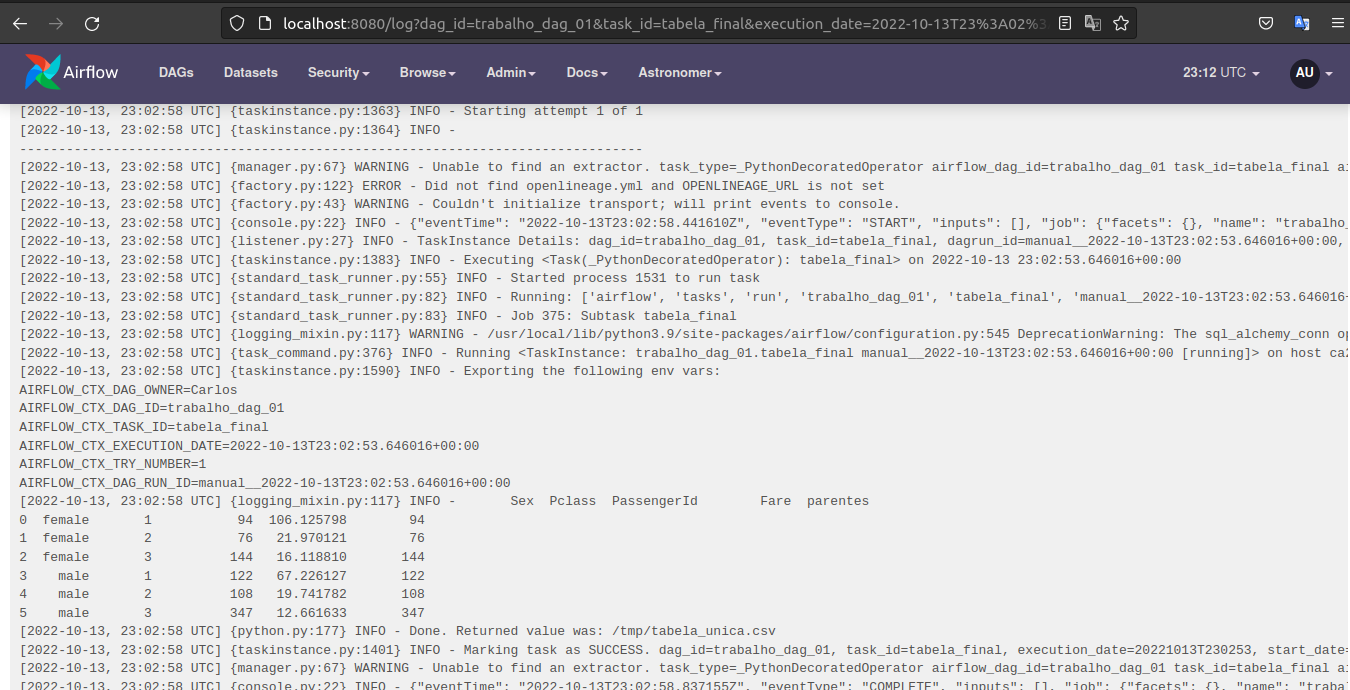 localhost:8080/log?dag_id=trabalho_dag_01&task_id=tabela_final&execution_date=2022-10-13T23%3A02%3
Airflow DAGs Datasets Security Browse Admin Docs Astronomer 23:12 UTC AU
[2022-10-13, 23:02:58 UTC] {taskinstance.py:1363} INFO - Starting attempt 1 of 1
[2022-10-13, 23:02:58 UTC] {taskinstance.py:1364} INFO -
--------------------------------------------------------------------------------
[2022-10-13, 23:02:58 UTC] {manager.py:67} WARNING - Unable to find an extractor. task_type=_PythonDecoratedOperator airflow_dag_id=trabalho_dag_01 task_id=tabela_final ai
[2022-10-13, 23:02:58 UTC] {factory.py:122} ERROR - Did not find openlineage.yml and OPENLINEAGE_URL is not set
[2022-10-13, 23:02:58 UTC] {factory.py:43} WARNING - Couldn't initialize transport; will print events to console.
[2022-10-13, 23:02:58 UTC] {console.py:22} INFO - {"eventTime": "2022-10-13T23:02:58.441610Z", "eventType": "START", "inputs": [], "job": {"facets": {}, "name": "trabalho_
[2022-10-13, 23:02:58 UTC] {listener.py:27} INFO - TaskInstance Details: dag_id=trabalho_dag_01, task_id=tabela_final, dagrun_id=manual__2022-10-13T23:02:53.646016+00:00,
[2022-10-13, 23:02:58 UTC] {taskinstance.py:1383} INFO - Executing <Task(_PythonDecoratedOperator): tabela_final> on 2022-10-13 23:02:53.646016+00:00
[2022-10-13, 23:02:58 UTC] {standard_task_runner.py:55} INFO - Started process 1531 to run task
[2022-10-13, 23:02:58 UTC] {standard_task_runner.py:82} INFO - Running: ['airflow', 'tasks', 'run', 'trabalho_dag_01', 'tabela_final', 'manual__2022-10-13T23:02:53.646016+
[2022-10-13, 23:02:58 UTC] {standard_task_runner.py:83} INFO - Job 375: Subtask tabela_final
[2022-10-13, 23:02:58 UTC] {logging_mixin.py:117} WARNING - /usr/local/lib/python3.9/site-packages/airflow/configuration.py:545 DeprecationWarning: The sql_alchemy_conn op
[2022-10-13, 23:02:58 UTC] {task_command.py:376} INFO - Running <TaskInstance: trabalho_dag_01.tabela_final manual__2022-10-13T23:02:53.646016+00:00 [running]> on host ca2
[2022-10-13, 23:02:58 UTC] {taskinstance.py:1590} INFO - Exporting the following env vars:
AIRFLOW_CTX_DAG_OWNER=Carlos
AIRFLOW_CTX_DAG_ID=trabalho_dag_01
AIRFLOW_CTX_TASK_ID=tabela_final
AIRFLOW_CTX_EXECUTION_DATE=2022-10-13T23:02:53.646016+00:00
AIRFLOW_CTX_TRY_NUMBER=1
AIRFLOW_CTX_DAG_RUN_ID=manual__2022-10-13T23:02:53.646016+00:00
[2022-10-13, 23:02:58 UTC] {logging_mixin.py:117} INFO -       Sex  Pclass  PassengerId        Fare  parentes
0  female       1           94  106.125798        94
1  female       2           76   21.970121        76
2  female       3          144   16.118810       144
3    male       1          122   67.226127       122
4    male       2          108   19.741782       108
5    male       3          347   12.661633       347
[2022-10-13, 23:02:58 UTC] {python.py:177} INFO - Done. Returned value was: /tmp/tabela_unica.csv
[2022-10-13, 23:02:58 UTC] {taskinstance.py:1401} INFO - Marking task as SUCCESS. dag_id=trabalho_dag_01, task_id=tabela_final, execution_date=20221013T230253, start_date=
[2022-10-13, 23:02:58 UTC] {manager.py:67} WARNING - Unable to find an extractor. task_type=_PythonDecoratedOperator airflow_dag_id=trabalho_dag_01 task_id=tabela_final ai
[2022-10-13, 23:02:58 UTC] {console.py:22} INFO - {"eventTime": "2022-10-13T23:02:58.837155Z", "eventType": "COMPLETE", "inputs": [], "job": {"facets": {}, "name": "traba